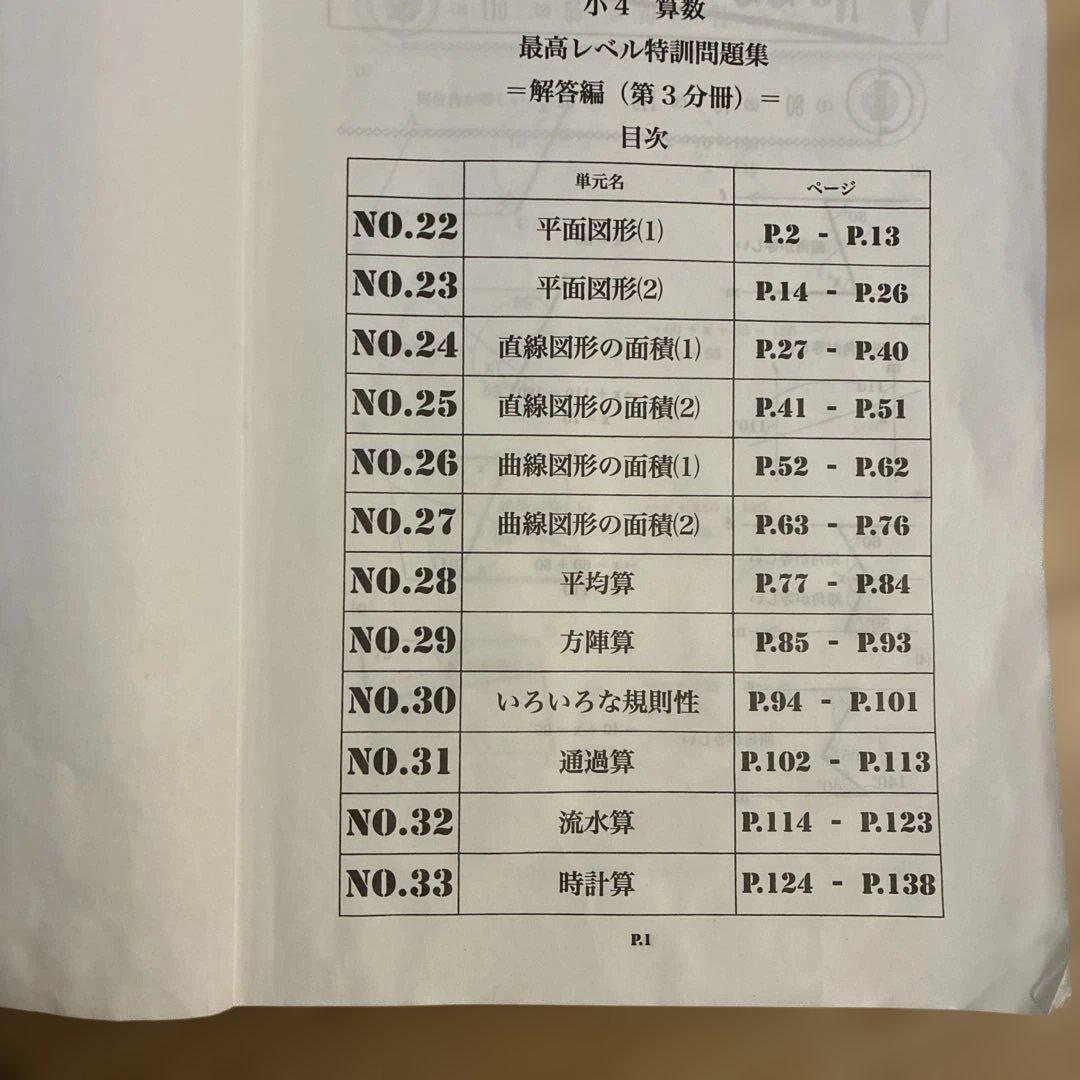 小4 算数
最高レベル特訓問題集
＝解答編（第3分冊）＝
目次
単元名 ページ
NO.22 平面図形(1) P.2 - P.13
NO.23 平面図形(2) P.14 - P.26
NO.24 直線図形の面積(1) P.27 - P.40
NO.25 直線図形の面積(2) P.41 - P.51
NO.26 曲線図形の面積(1) P.52 - P.62
NO.27 曲線図形の面積(2) P.63 - P.76
NO.28 平均算 P.77 - P.84
NO.29 方陣算 P.85 - P.93
NO.30 いろいろな規則性 P.94 - P.101
NO.31 通過算 P.102 - P.113
NO.32 流水算 P.114 - P.123
NO.33 時計算 P.124 - P.138
P.1